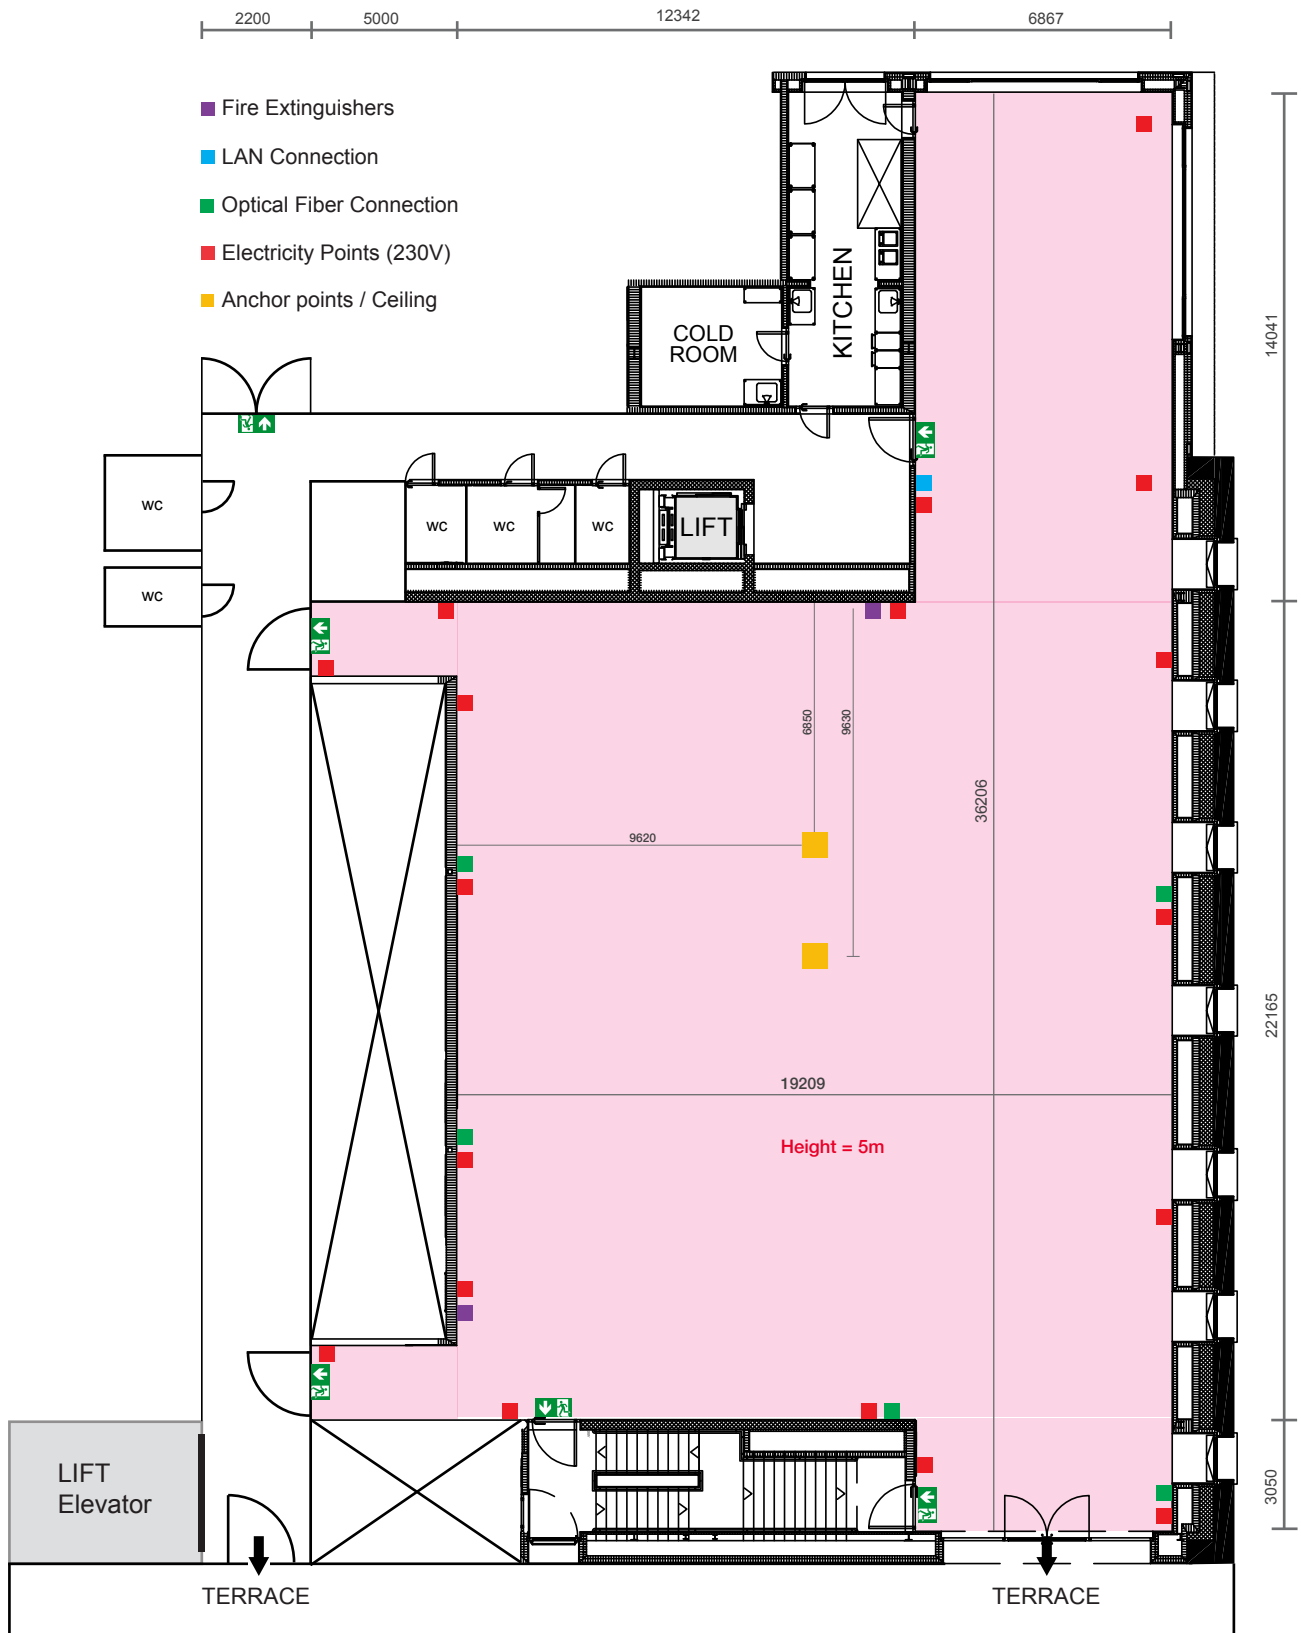 2200
5000
12342
6867
Fire Extinguishers
LAN Connection
Optical Fiber Connection
Electricity Points (230V)
Anchor points / Ceiling
KITCHEN
COLD
ROOM
14041
wc
wc
wc
wc
LIFT
wc
6850
9630
36206
9620
22165
19209
Height = 5m
LIFT
Elevator
3050
TERRACE
TERRACE